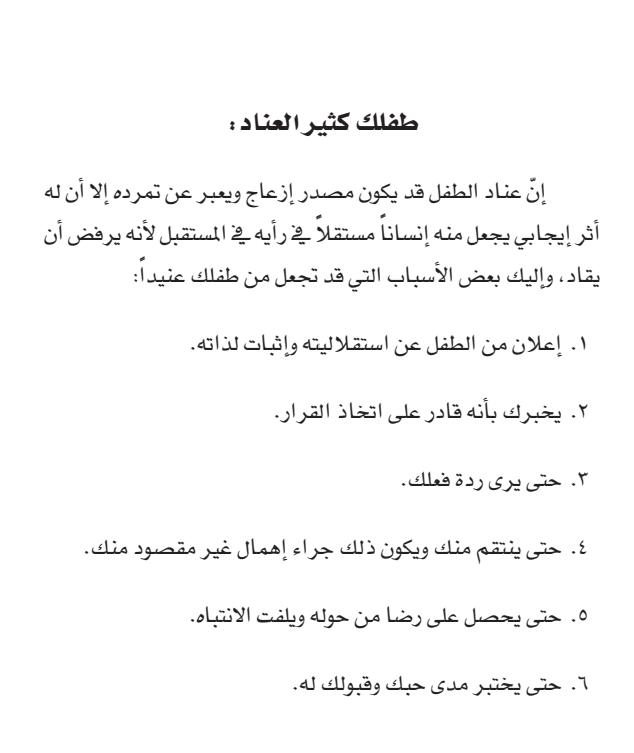 طفلك كثير العناد :
إنّ عناد الطفل قد يكون مصدر إزعاج ويعبر عن تمرده إلا أن له
أثر إيجابي يجعل منه إنساناً مستقلاً في رأيه في المستقبل لأنه يرفض أن
يقاد، وإليك بعض الأسباب التي قد تجعل من طفلك عنيداً:
١. إعلان من الطفل عن استقلاليته وإثبات لذاته.
٢. يخبرك بأنه قادر على اتخاذ القرار.
٣. حتى يرى ردة فعلك.
٤. حتى ينتقم منك ويكون ذلك جراء إهمال غير مقصود منك.
٥. حتى يحصل على رضا من حوله ويلفت الانتباه.
٦. حتى يختبر مدى حبك وقبولك له.